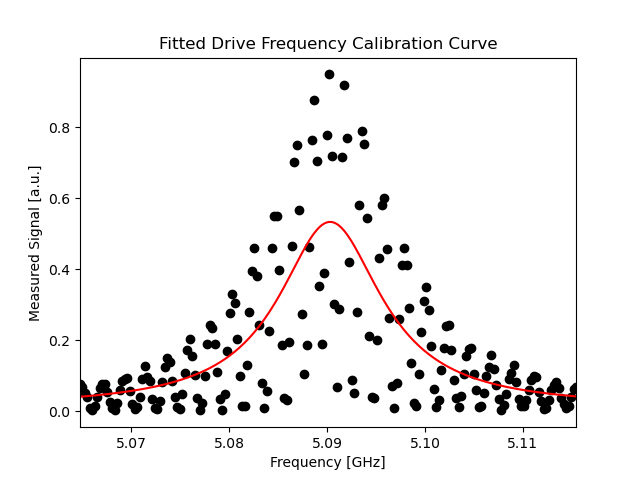 Fitted Drive Frequency Calibration Curve
Measured Signal [a.u.]
0.8
0.6
0.4
0.2
0.0
5.07 5.08 5.09 5.10 5.11
Frequency [GHz]